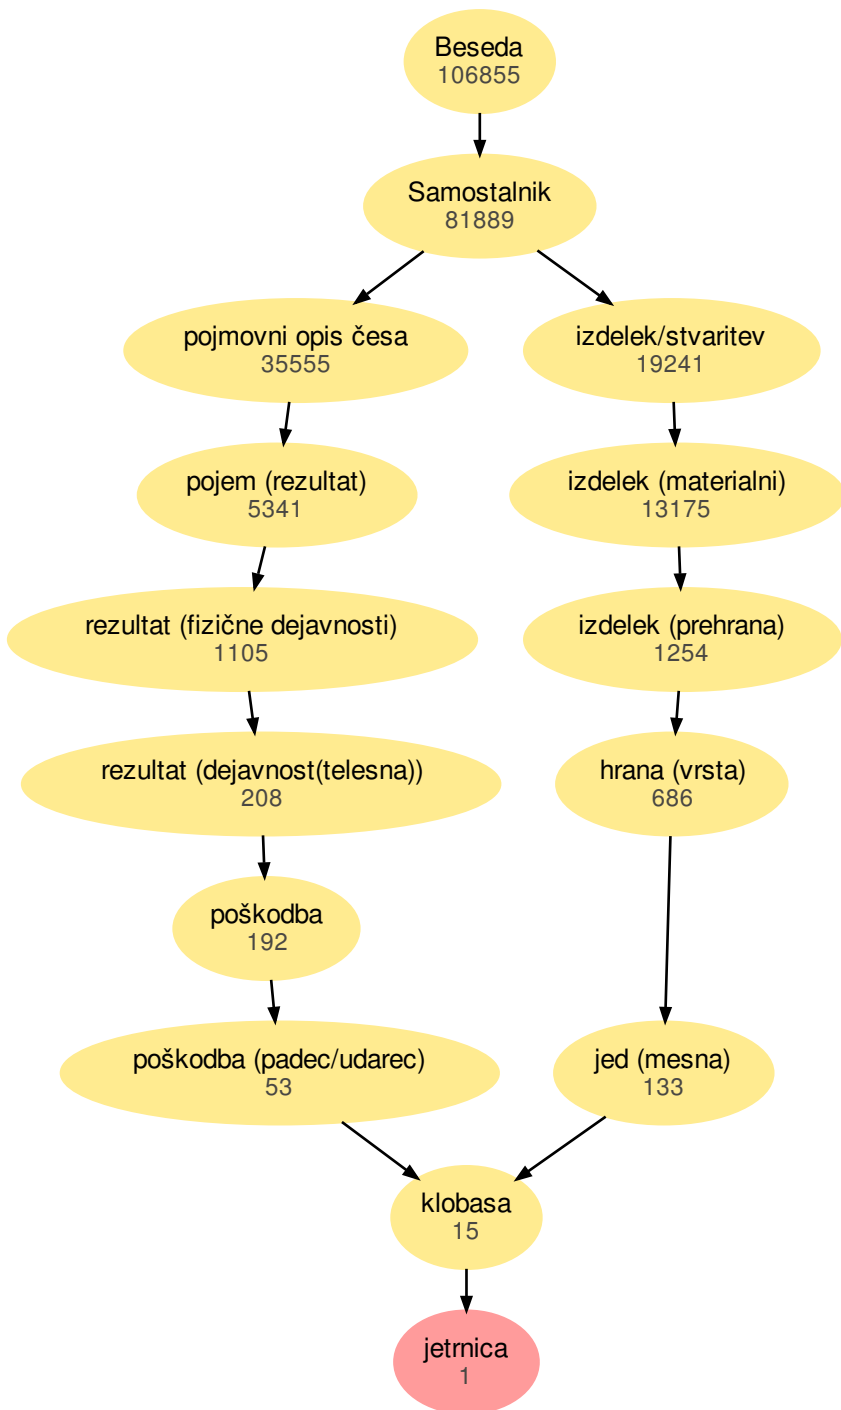 Beseda
106855
Samostalnik
81889
pojmovni opis česa
35555
izdelek/stvaritev
19241
pojem (rezultat)
5341
izdelek (materialni)
13175
rezultat (fizične dejavnosti)
1105
izdelek (prehrana)
1254
rezultat (dejavnost(telesna))
208
hrana (vrsta)
686
poškodba
192
poškodba (padec/udarec)
53
jed (mesna)
133
klobasa
15
jetrnica
1